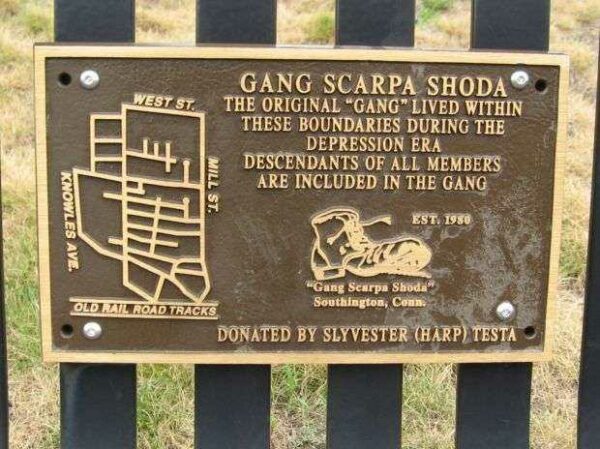 GANG SCARPA SHODA
THE ORIGINAL "GANG" LIVED WITHIN
THESE BOUNDARIES DURING THE
DEPRESSION ERA
DESCENDANTS OF ALL MEMBERS
ARE INCLUDED IN THE GANG
WEST ST.
MILL ST.
KNOWLES AVE.
OLD RAIL ROAD TRACKS
EST. 1980
"Gang Scarpa Shoda"
Southington, Conn.
DONATED BY SLYVESTER (HARP) TESTA